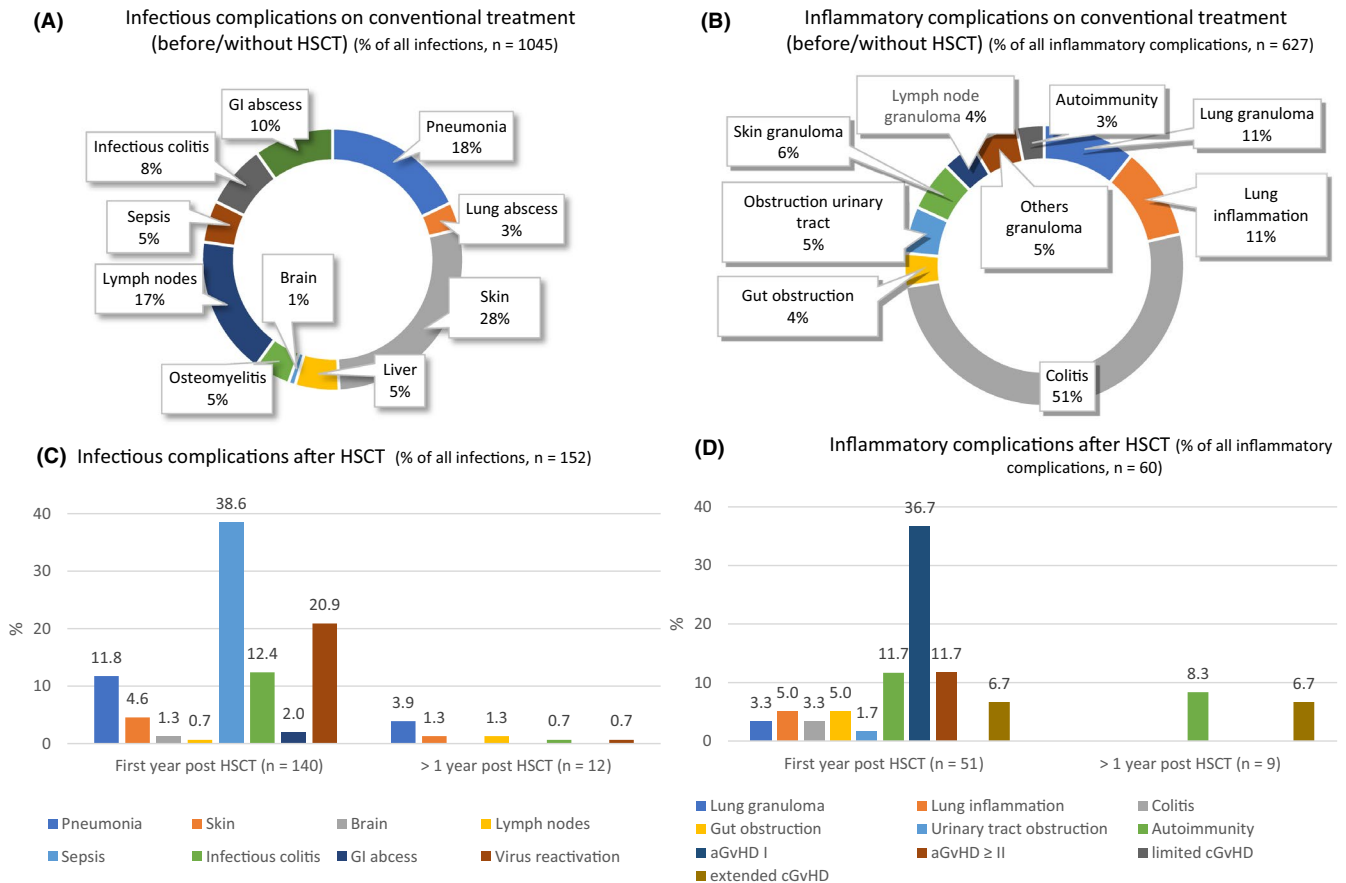 (A)
Infectious complications on conventional treatment
(before/without HSCT) (% of all infections, n = 1045)
GI abscess
10%
Pneumonia
18%
Infectious colitis
8%
Lung abscess
3%
Sepsis
5%
Lymph nodes
17%
Brain
1%
Skin
28%
Osteomyelitis
5%
Liver
5%
(B)
Inflammatory complications on conventional treatment
(before/without HSCT) (% of all inflammatory complications, n = 627)
Lymph node
granuloma 4%
Autoimmunity
3%
Lung granuloma
11%
Skin granuloma
6%
Lung
inflammation
11%
Obstruction urinary
tract
5%
Others
granuloma
5%
Gut obstruction
4%
Colitis
51%
(C) Infectious complications after HSCT (% of all infections, n = 152)
%
40
30
20
10
0
11.8
4.6
1.3
0.7
38.6
12.4
2.0
20.9
3.9
1.3
1.3
0.7
0.7
First year post HSCT (n = 140)
> 1 year post HSCT (n = 12)
Pneumonia
Skin
Brain
Lymph nodes
Sepsis
Infectious colitis
GI abcess
Virus reactivation
(D)
Inflammatory complications after HSCT (% of all inflammatory
complications, n = 60)
%
40
30
20
10
0
3.3
5.0
3.3
5.0
1.7
11.7
36.7
11.7
6.7
8.3
6.7
First year post HSCT (n = 51)
> 1 year post HSCT (n = 9)
Lung granuloma
Lung inflammation
Colitis
Gut obstruction
Urinary tract obstruction
Autoimmunity
aGvHD I
aGvHD ≥ II
limited cGvHD
extended cGvHD